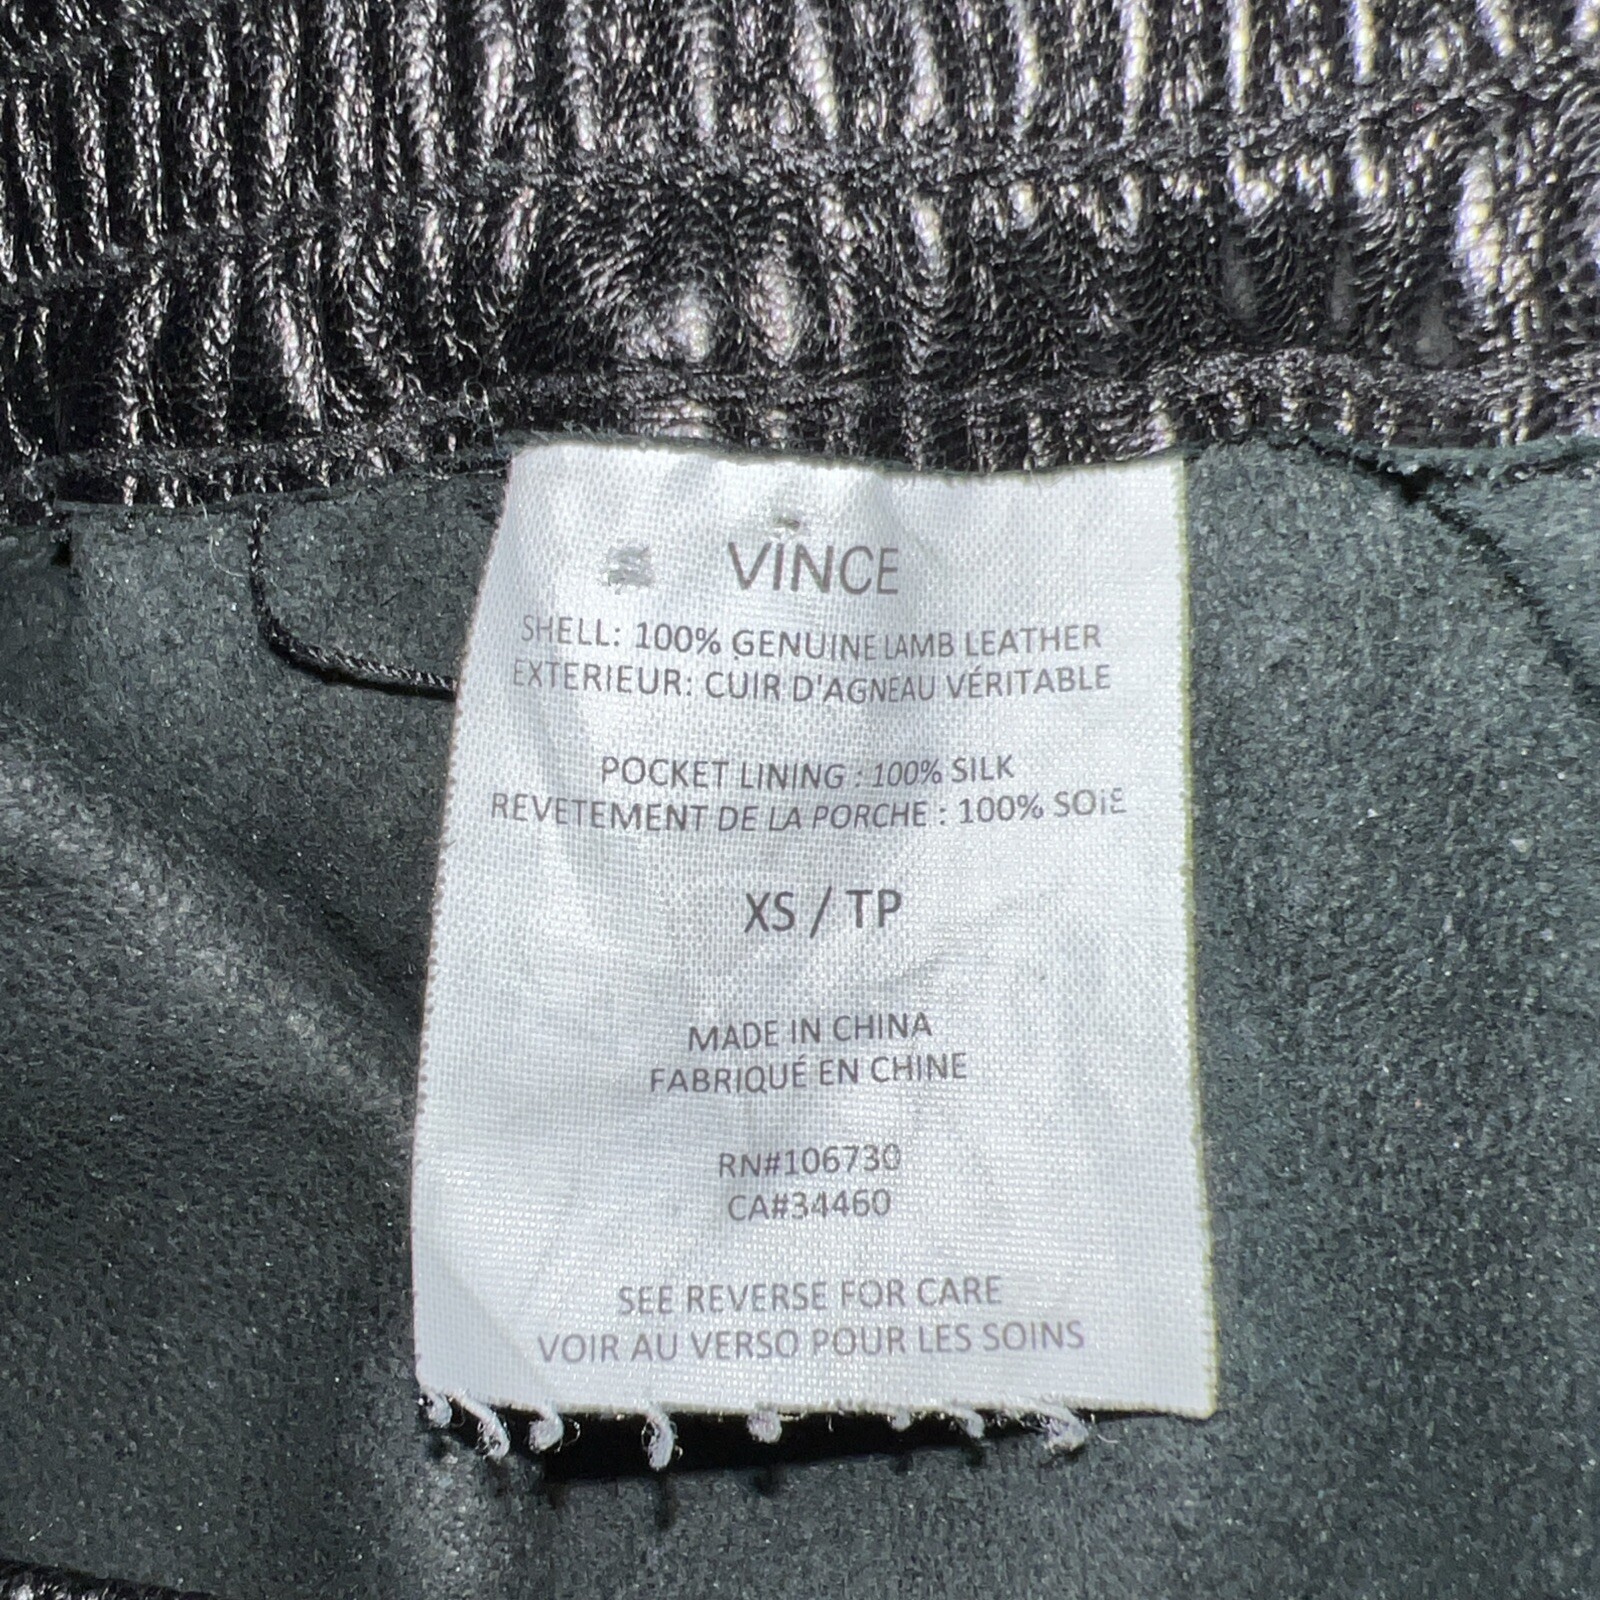 VINCE
SHELL: 100% GENUINE LAMB LEATHER
EXTERIEUR: CUIR D'AGNEAU VÉRITABLE
POCKET LINING : 100% SILK
REVETEMENT DE LA PORCHE : 100% SOIE
XS / TP
MADE IN CHINA
FABRIQUÉ EN CHINE
RN#106730
CA#34460
SEE REVERSE FOR CARE
VOIR AU VERSO POUR LES SOINS